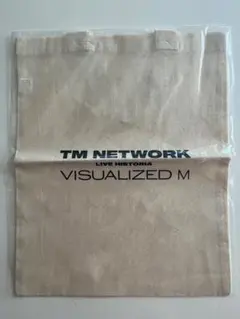 TM NETWORK
LIVE HISTORIA
VISUALIZED M